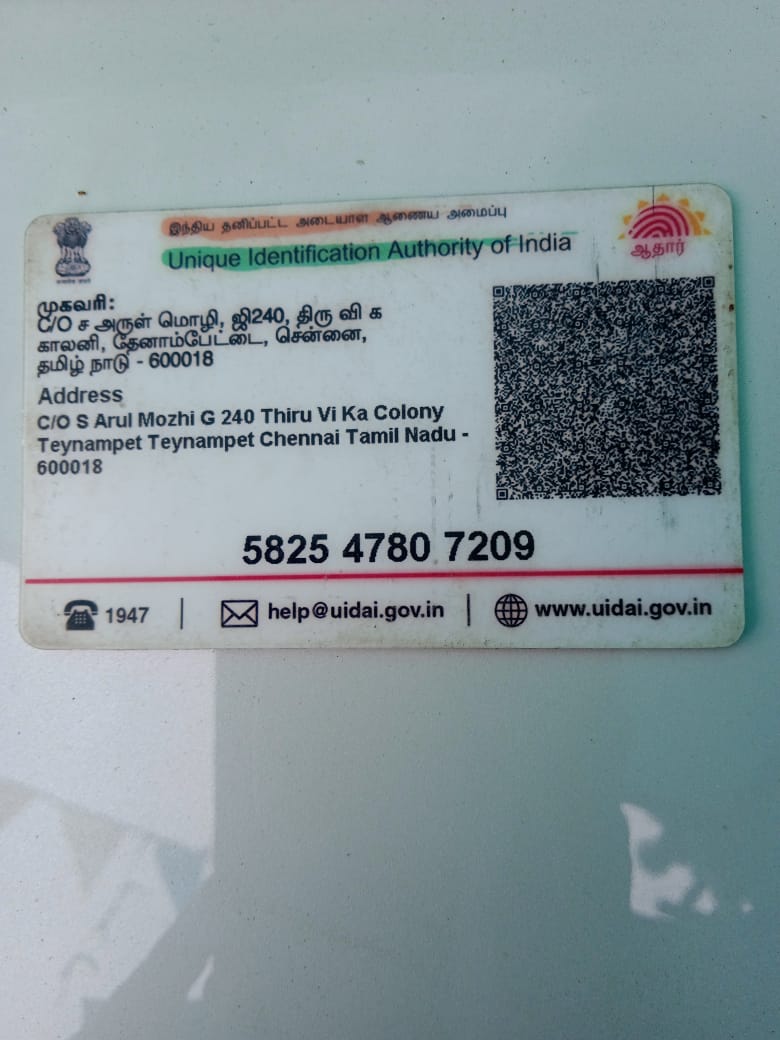 இந்திய தனிப்பட்ட அடையாள ஆணைய அமைப்பு
Unique Identification Authority of India
ஆதார்
முகவரி:
C/O ச அருள் மொழி, ஜி240, திரு வி க
காலனி, தேனாம்பேட்டை, சென்னை,
தமிழ் நாடு - 600018
Address
C/O S Arul Mozhi G 240 Thiru Vi Ka Colony
Teynampet Teynampet Chennai Tamil Nadu -
600018
5825 4780 7209
1947 | help@uidai.gov.in | www.uidai.gov.in